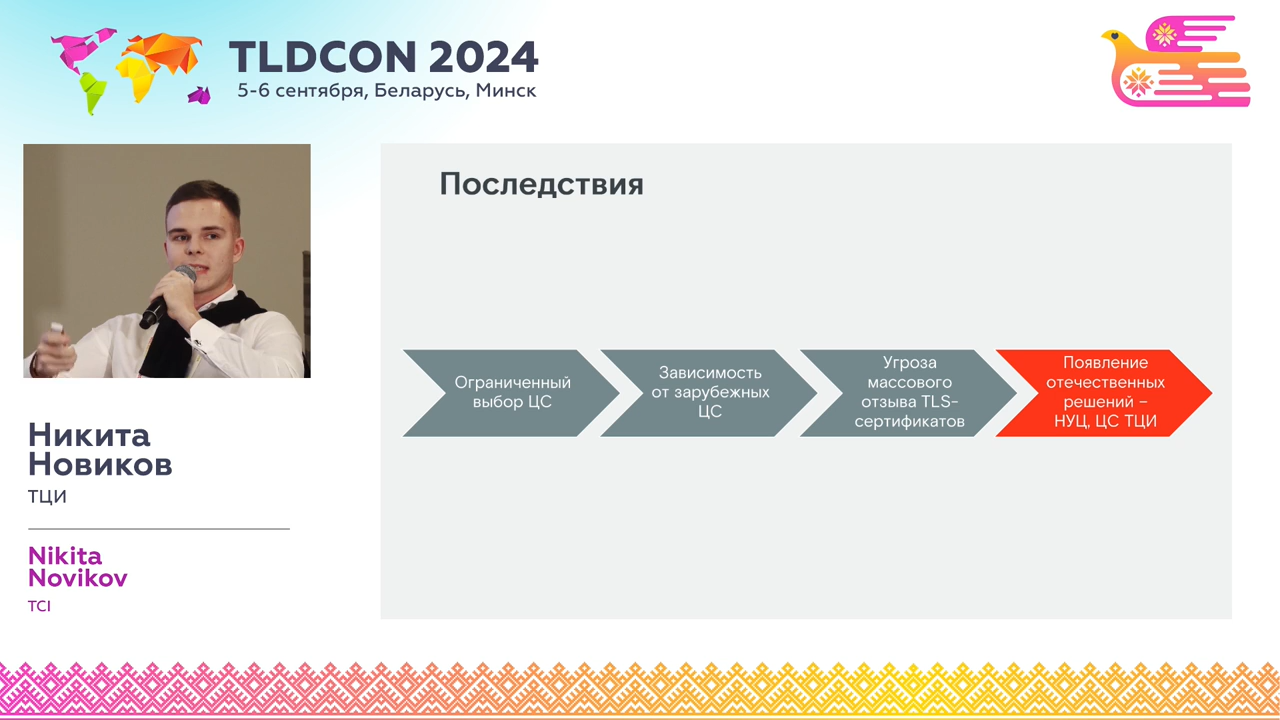 TLDCON 2024
5-6 сентября, Беларусь, Минск
Никита
Новиков
ТЦИ
Nikita
Novikov
TCI
Последствия
Ограниченный
выбор ЦС
Зависимость
от зарубежных
ЦС
Угроза
массового
отзыва TLS-
сертификатов
Появление
отечественных
решений –
НУЦ, ЦС ТЦИ